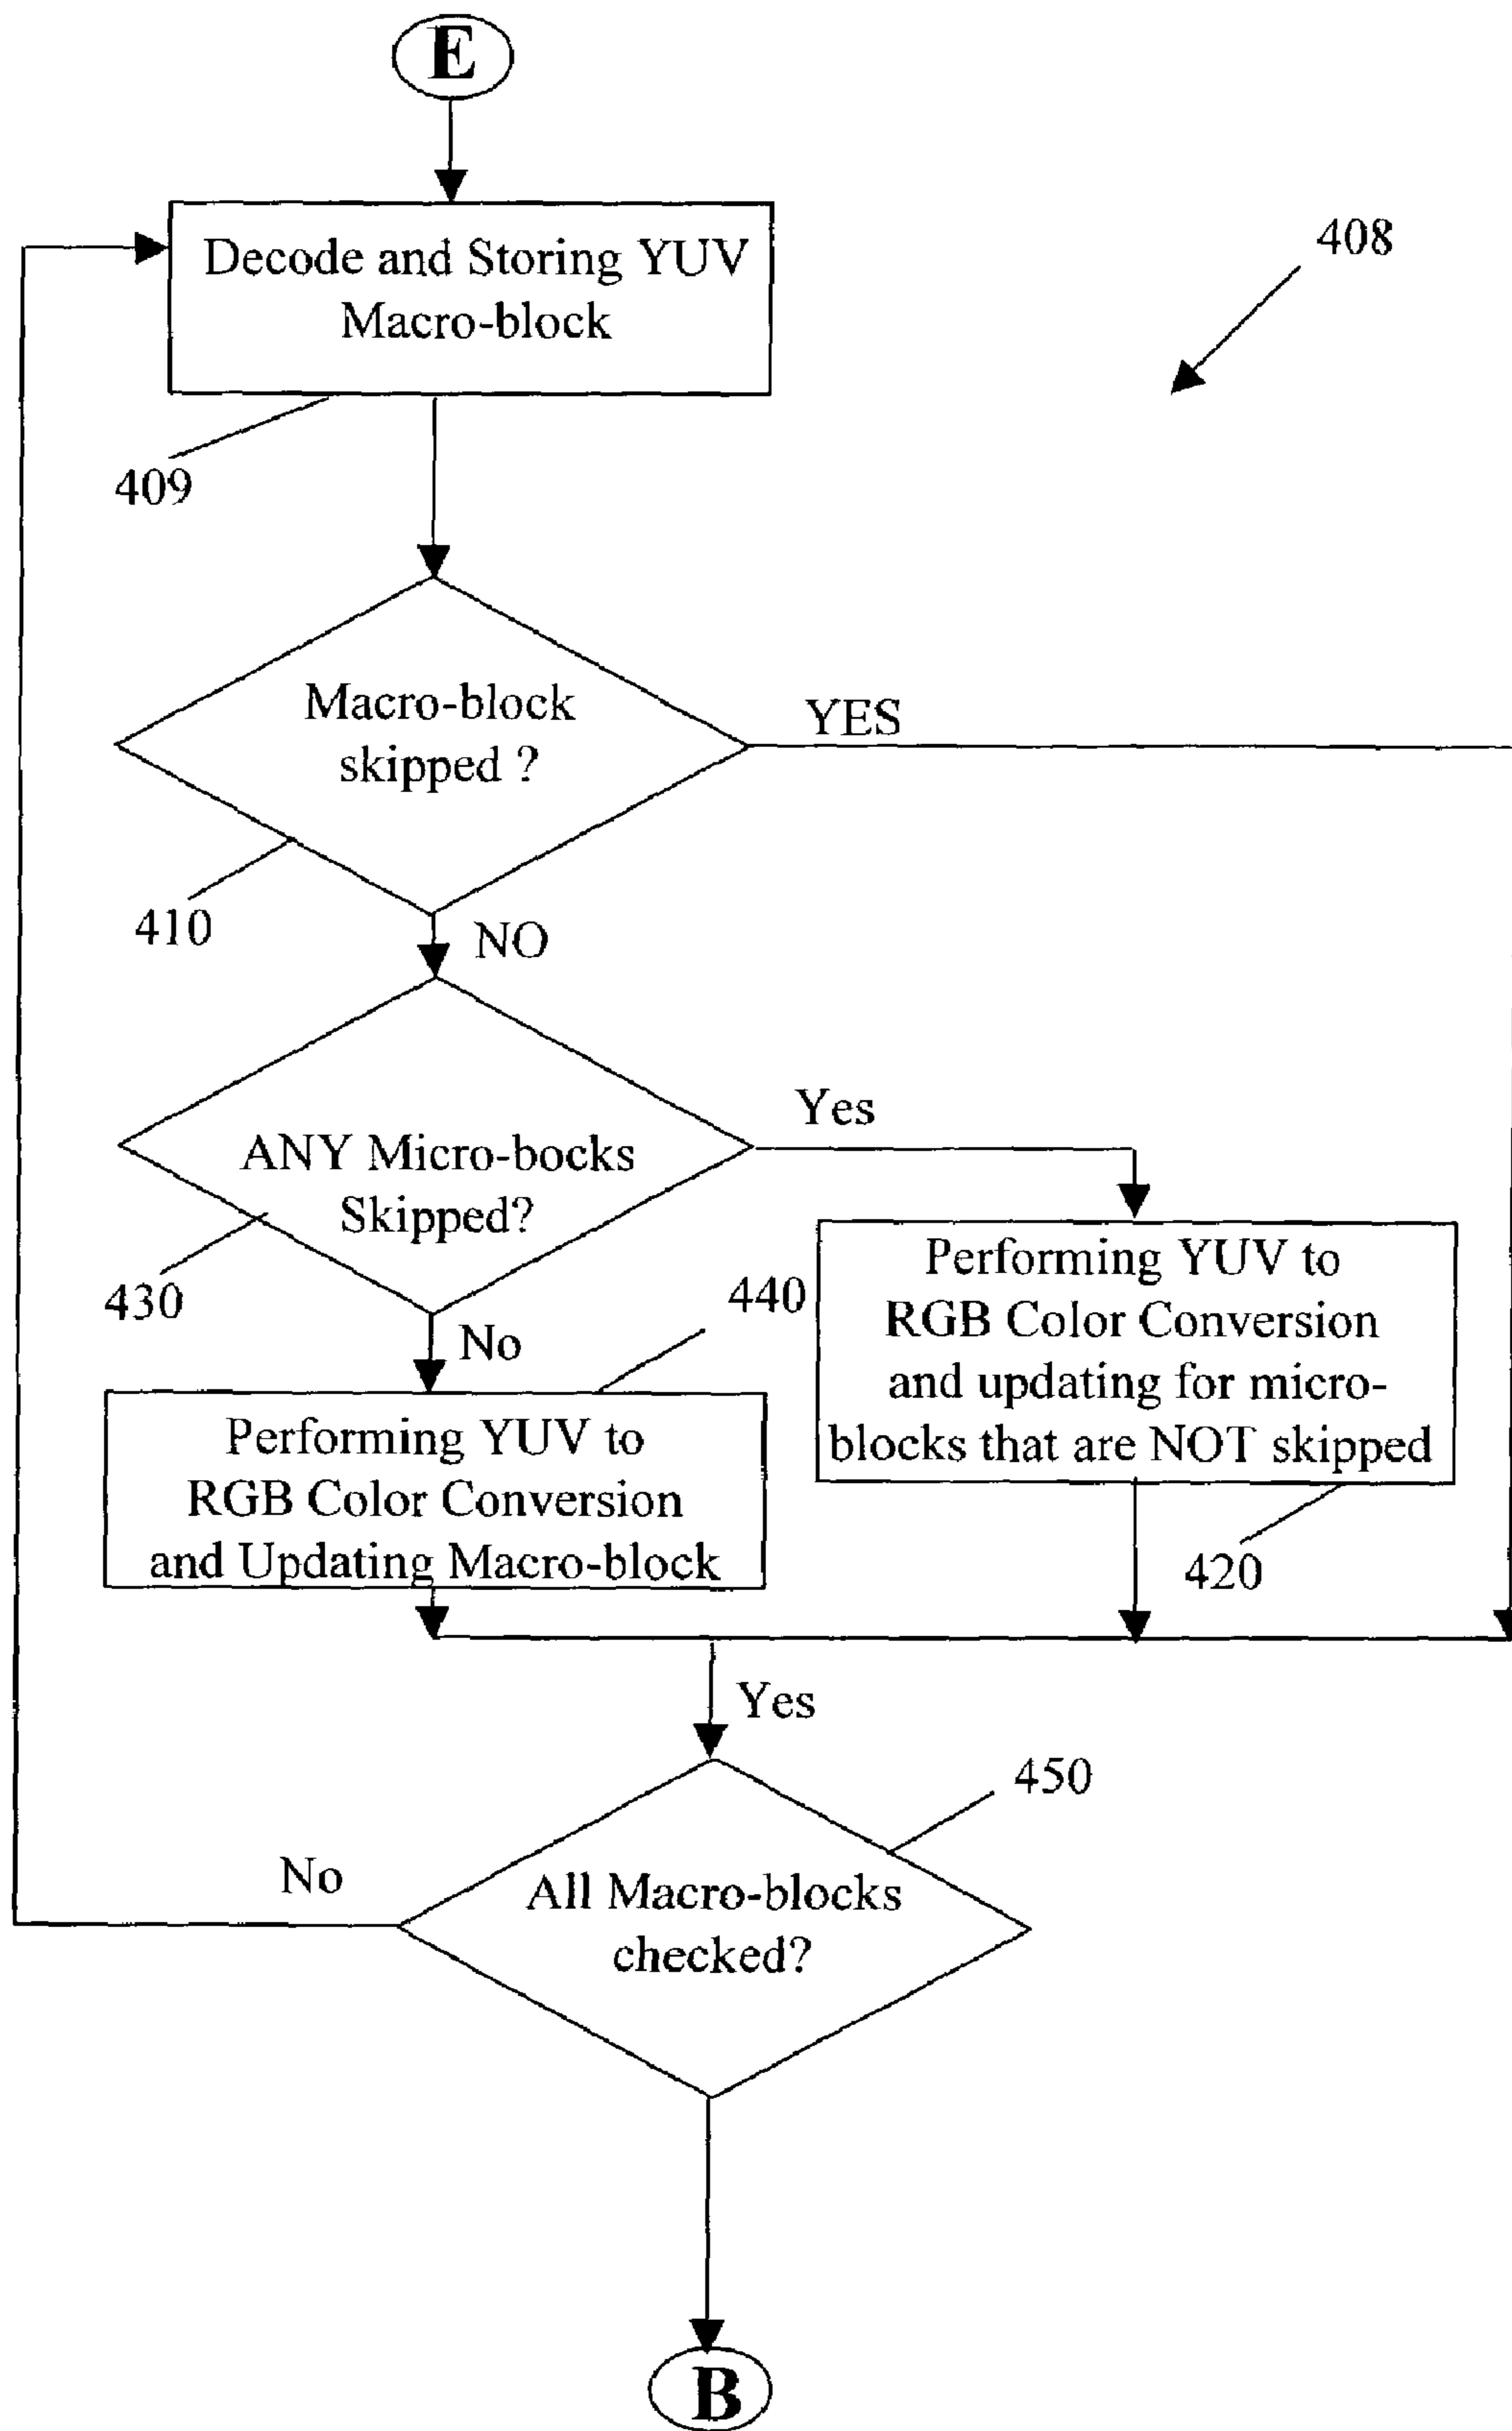 E
Decode and Storing YUV
Macro-block
408
409
Macro-block
skipped ?
YES
410
NO
ANY Micro-bocks
Skipped?
Yes
430
No
440
Performing YUV to
RGB Color Conversion
and updating for micro-
blocks that are NOT skipped
420
Performing YUV to
RGB Color Conversion
and Updating Macro-block
Yes
450
All Macro-blocks
checked?
No
B